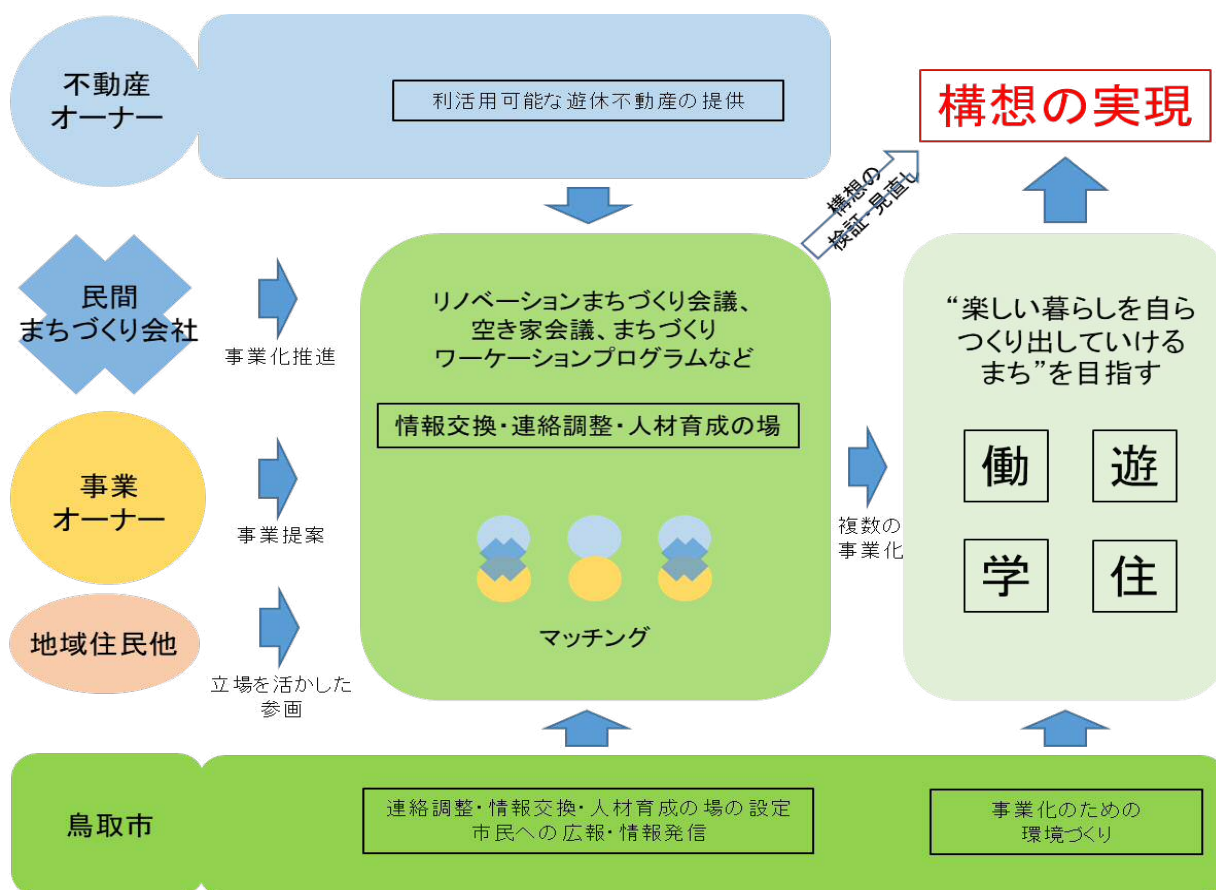 不動産
オーナー
利活用可能な遊休不動産の提供
構想の実現
構想の
検証・見直し
民間
まちづくり会社
事業化推進
リノベーションまちづくり会議、
空き家会議、まちづくり
ワーケーションプログラムなど
情報交換・連絡調整・人材育成の場
マッチング
“楽しい暮らしを自ら
つくり出していける
まち”を目指す
働
遊
学
住
事業
オーナー
事業提案
複数の
事業化
地域住民他
立場を活かした
参画
鳥取市
連絡調整・情報交換・人材育成の場の設定
市民への広報・情報発信
事業化のための
環境づくり